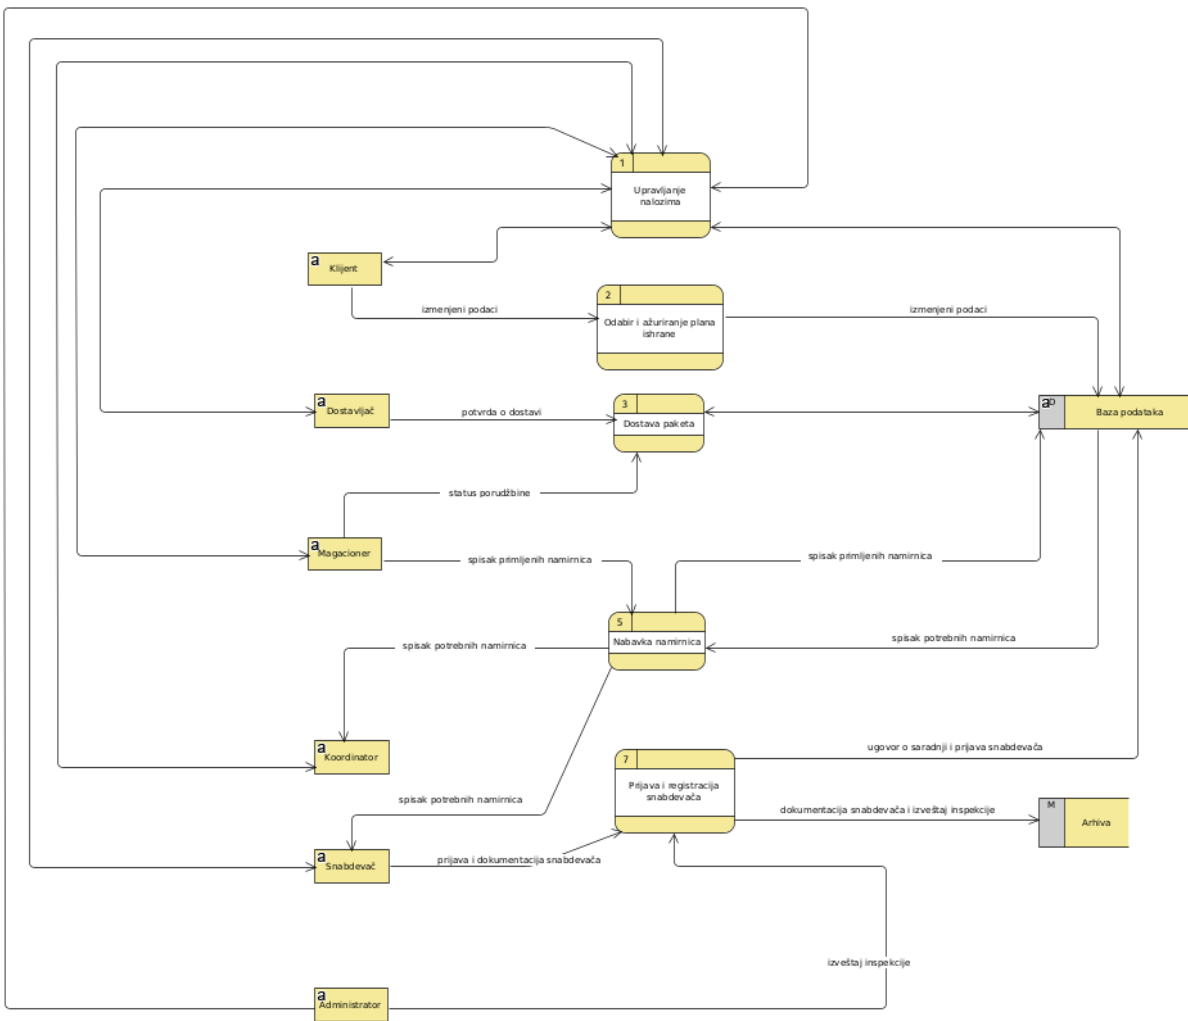 1
Upravljanje
nalozima
a
Klijent
2
izmenjeni podaci
izmenjeni podaci
Odabir i ažuriranje plana
ishrane
a
Dostavljač
potvrda o dostavi
3
Dostava paketa
a D
Baza podataka
status porudžbine
a
Magacioner
spisak primljenih namirnica
spisak primljenih namirnica
5
Nabavka namirnica
spisak potrebnih namirnica
spisak potrebnih namirnica
a
Koordinator
ugovor o saradnji i prijava snabdevača
7
Prijava i registracija
snabdevača
spisak potrebnih namirnica
dokumentacija snabdevača i izveštaj inspekcije
M
Arhiva
a
Snabdevač
prijava i dokumentacija snabdevača
izveštaj inspekcije
a
Administrator